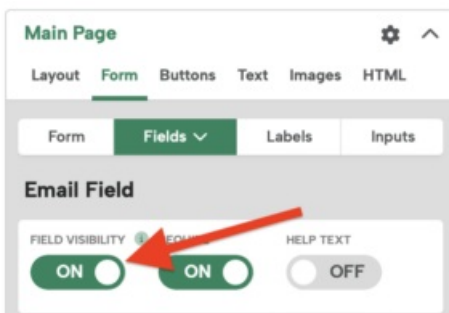 Main Page
Layout Form Buttons Text Images HTML
Form Fields Labels Inputs
Email Field
FIELD VISIBILITY HELP TEXT
ON ON OFF